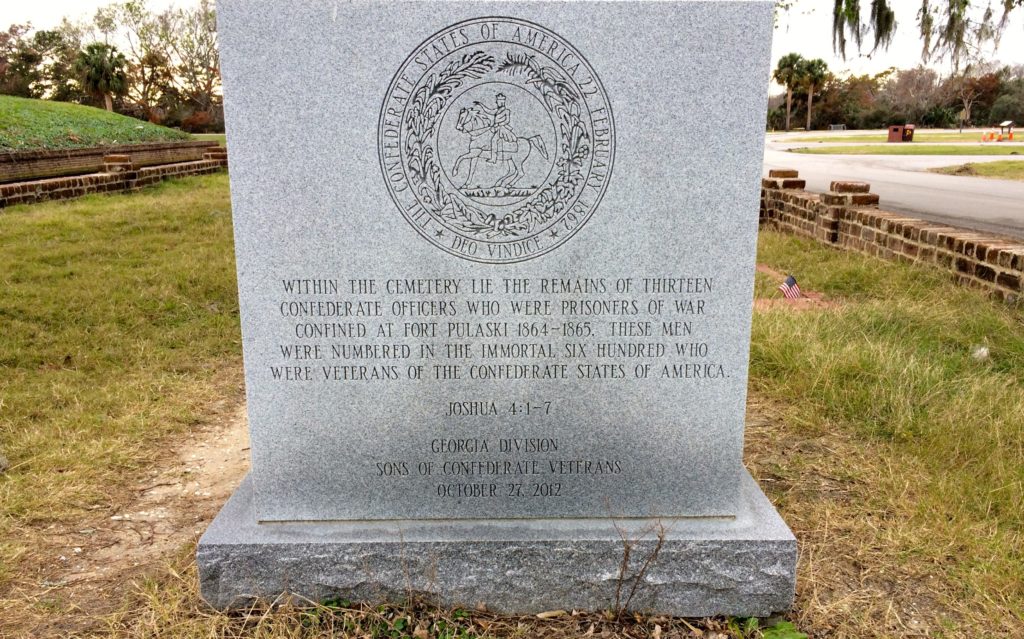 THE CONFEDERATE STATES OF AMERICA: 22 FEBRUARY 1862
DEO VINDICE
WITHIN THE CEMETERY LIE THE REMAINS OF THIRTEEN
CONFEDERATE OFFICERS WHO WERE PRISONERS OF WAR
CONFINED AT FORT PULASKI 1864-1865. THESE MEN
WERE NUMBERED IN THE IMMORTAL SIX HUNDRED WHO
WERE VETERANS OF THE CONFEDERATE STATES OF AMERICA.
JOSHUA 4:1-7
GEORGIA DIVISION
SONS OF CONFEDERATE VETERANS
OCTOBER 27, 2012